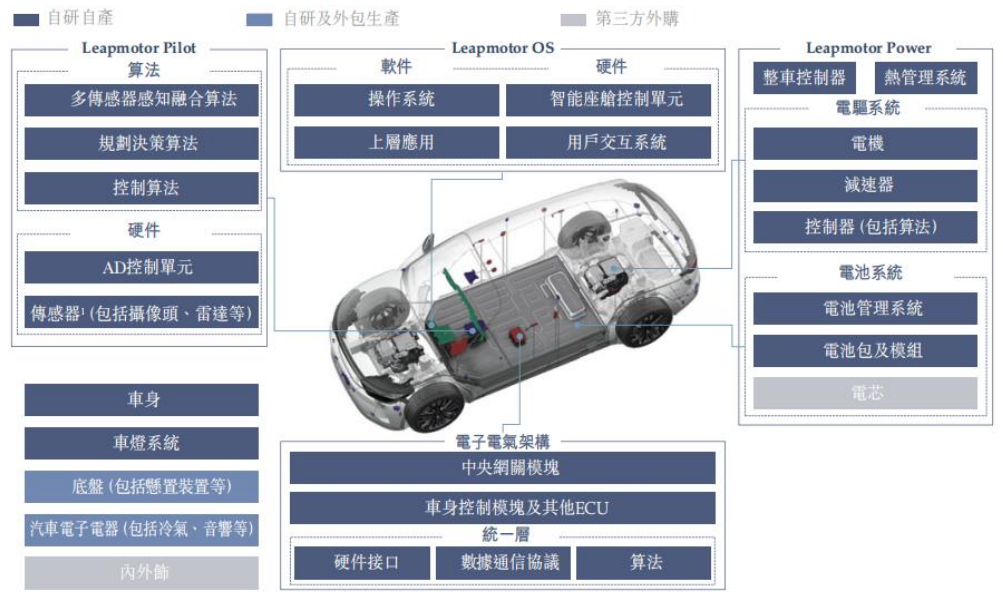 自研自產
自研及外包生產
第三方外購
Leapmotor Pilot
算法
多傳感器感知融合算法
規劃決策算法
控制算法
硬件
AD控制單元
傳感器¹ (包括攝像頭、雷達等)
Leapmotor OS
軟件
硬件
操作系統
智能座艙控制單元
上層應用
用戶交互系統
Leapmotor Power
整車控制器
熱管理系統
電驅系統
電機
減速器
控制器 (包括算法)
電池系統
電池管理系統
電池包及模組
電芯
車身
車燈系統
底盤 (包括懸置裝置等)
汽車電子電器 (包括冷氣、音響等)
內外飾
電子電氣架構
中央網關模塊
車身控制模塊及其他ECU
統一層
硬件接口
數據通信協議
算法